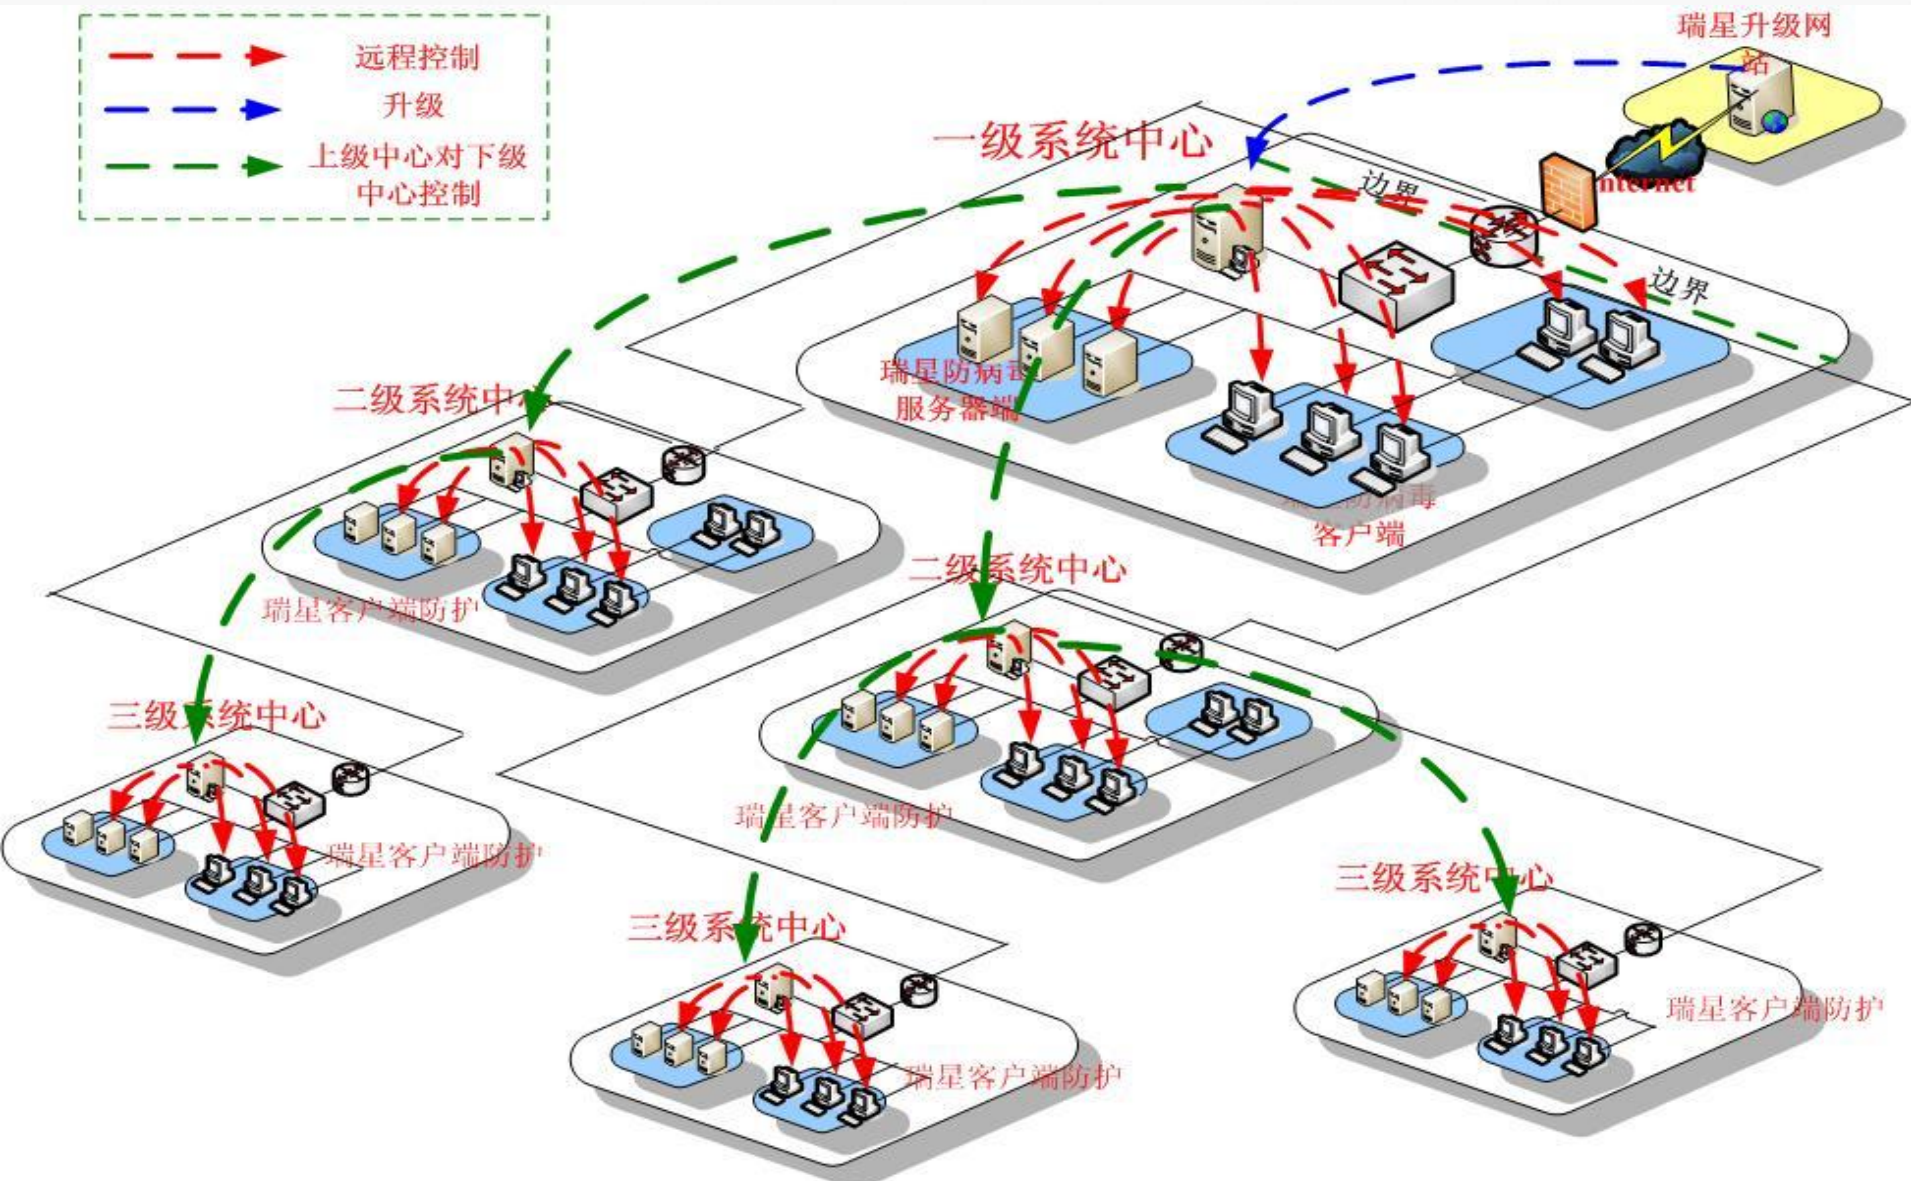 远程控制
升级
上级中心对下级
中心控制
瑞星升级网
站
一级系统中心
边界
nternet
边界
瑞星防病毒
服务器端
防病毒
客户端
二级系统中心
瑞星客户端防护
二级系统中心
瑞星客户端防护
三级系统中心
瑞星客户端防护
三级系统中心
瑞星客户端防护
三级系统中心
瑞星客户端防护